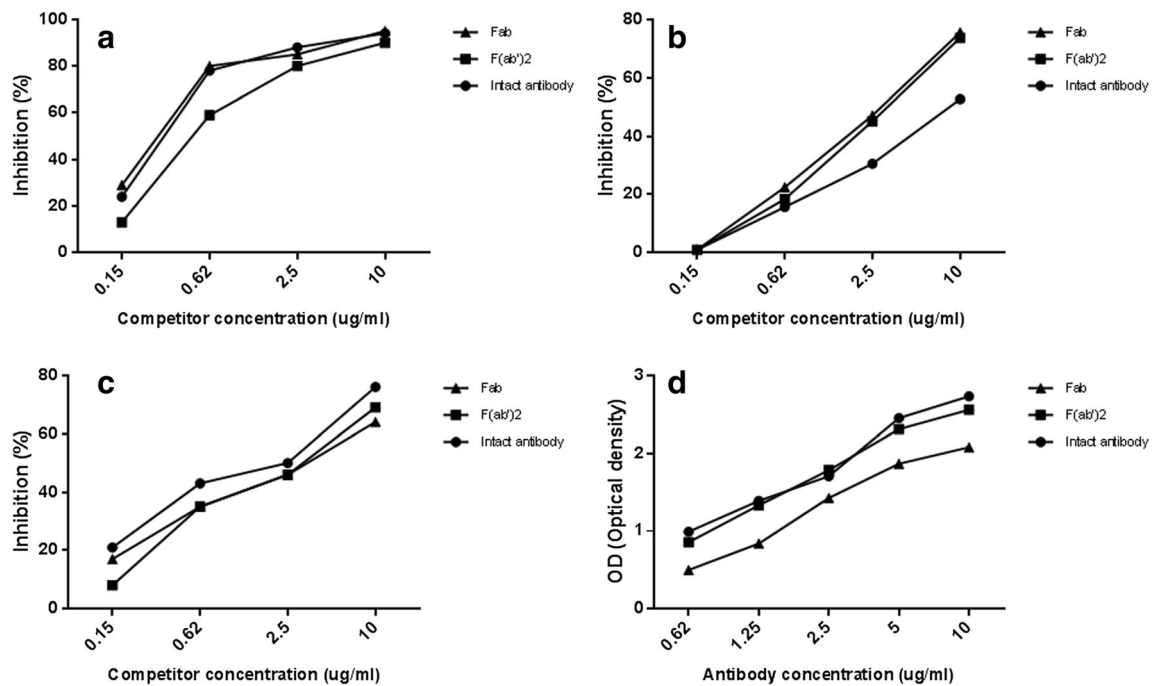 a
100
80
60
40
20
0
Inhibition (%)
0.15
0.62
2.5
10
Competitor concentration (ug/ml)
Fab
F(ab')2
Intact antibody
b
80
60
40
20
0
Inhibition (%)
0.15
0.62
2.5
10
Competitor concentration (ug/ml)
Fab
F(ab')2
Intact antibody
c
80
60
40
20
0
Inhibition (%)
0.15
0.62
2.5
10
Competitor concentration (ug/ml)
Fab
F(ab')2
Intact antibody
d
3
2
1
0
OD (Optical density)
0.62
1.25
2.5
5
10
Antibody concentration (ug/ml)
Fab
F(ab')2
Intact antibody